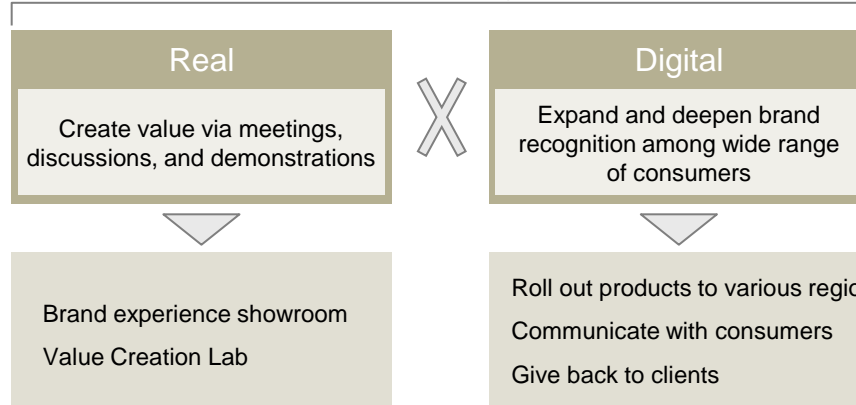 Real
Create value via meetings,
discussions, and demonstrations
Brand experience showroom
Value Creation Lab
Digital
Expand and deepen brand
recognition among wide range
of consumers
Roll out products to various
Communicate with consumers
Give back to clients